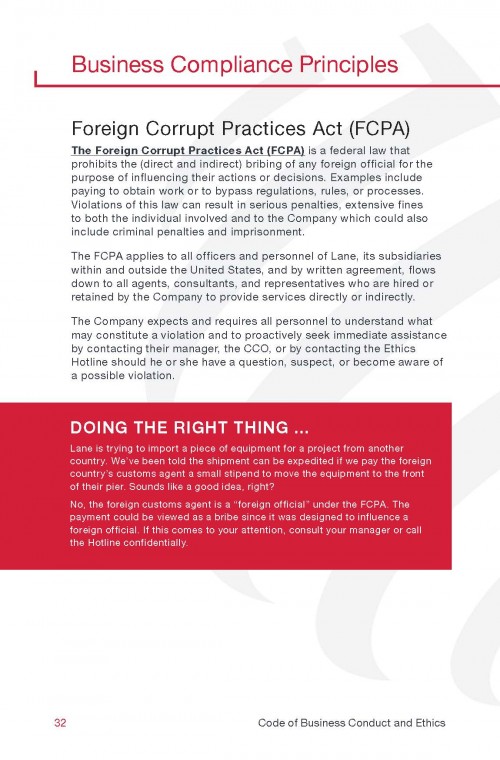 Business Compliance Principles
Foreign Corrupt Practices Act (FCPA)
The Foreign Corrupt Practices Act (FCPA) is a federal law that
prohibits the (direct and indirect) bribing of any foreign official for the
purpose of influencing their actions or decisions. Examples include
paying to obtain work or to bypass regulations, rules, or processes.
Violations of this law can result in serious penalties, extensive fines
to both the individual involved and to the Company which could also
include criminal penalties and imprisonment.
The FCPA applies to all officers and personnel of Lane, its subsidiaries
within and outside the United States, and by written agreement, flows
down to all agents, consultants, and representatives who are hired or
retained by the Company to provide services directly or indirectly.
The Company expects and requires all personnel to understand what
may constitute a violation and to proactively seek immediate assistance
by contacting their manager, the CCO, or by contacting the Ethics
Hotline should he or she have a question, suspect, or become aware of
a possible violation.
DOING THE RIGHT THING ...
Lane is trying to import a piece of equipment for a project from another
country. We've been told the shipment can be expedited if we pay the foreign
country's customs agent a small stipend to move the equipment to the front
of their pier. Sounds like a good idea, right?
No, the foreign customs agent is a "foreign official" under the FCPA. The
payment could be viewed as a bribe since it was designed to influence a
foreign official. If this comes to your attention, consult your manager or call
the Hotline confidentially.
32 Code of Business Conduct and Ethics